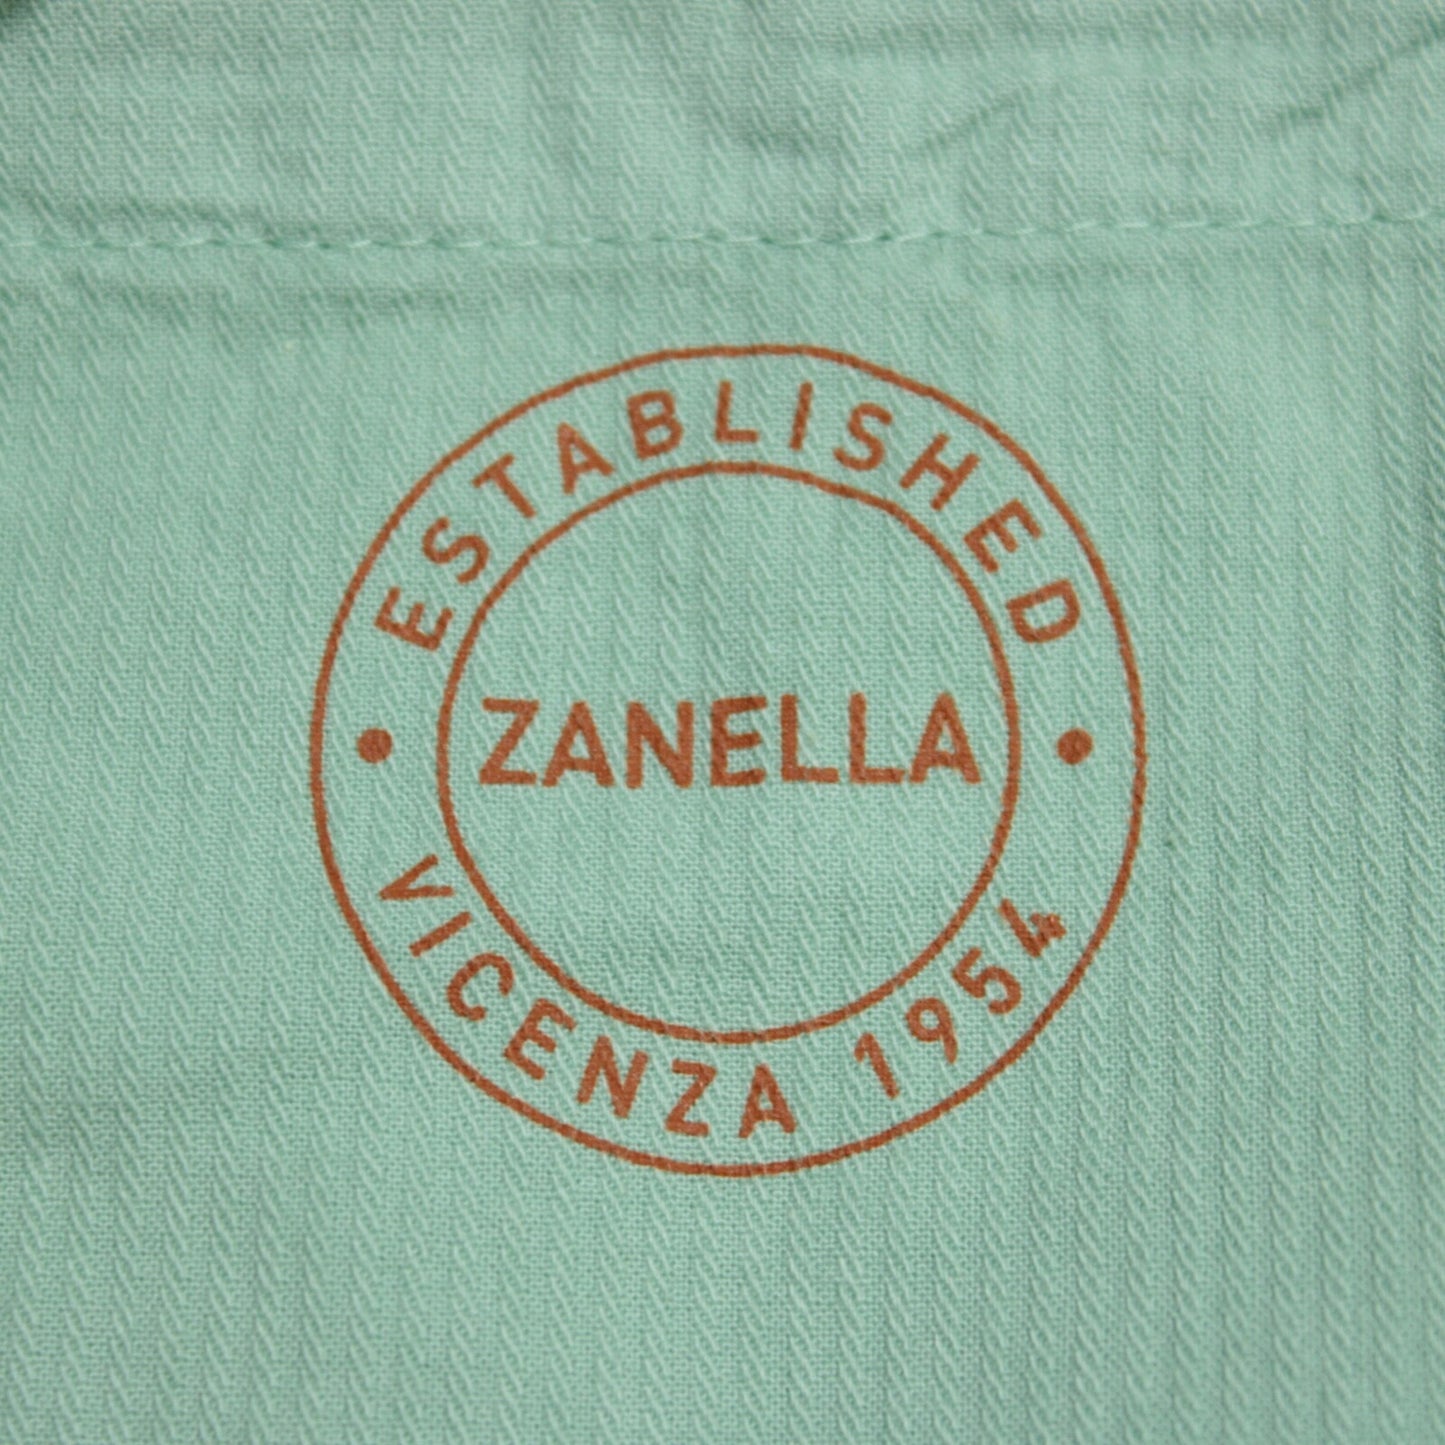 ESTABLISHED
ZANELLA
VICENZA 1954